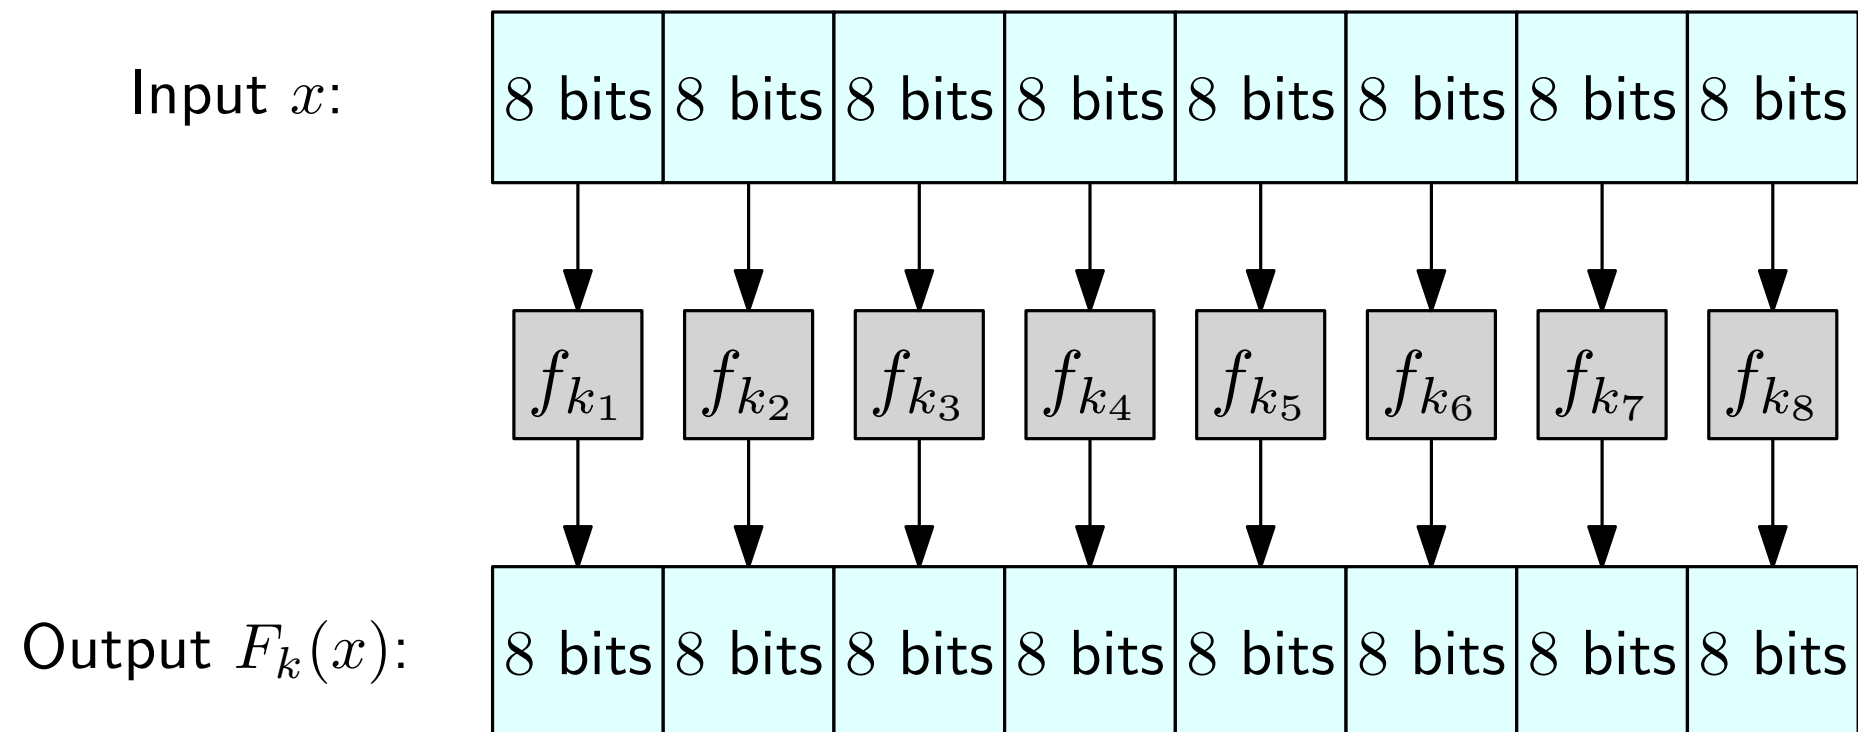 Input x: 8 bits 8 bits 8 bits 8 bits 8 bits 8 bits 8 bits 8 bits
f_{k_1} f_{k_2} f_{k_3} f_{k_4} f_{k_5} f_{k_6} f_{k_7} f_{k_8}
Output F_k(x): 8 bits 8 bits 8 bits 8 bits 8 bits 8 bits 8 bits 8 bits